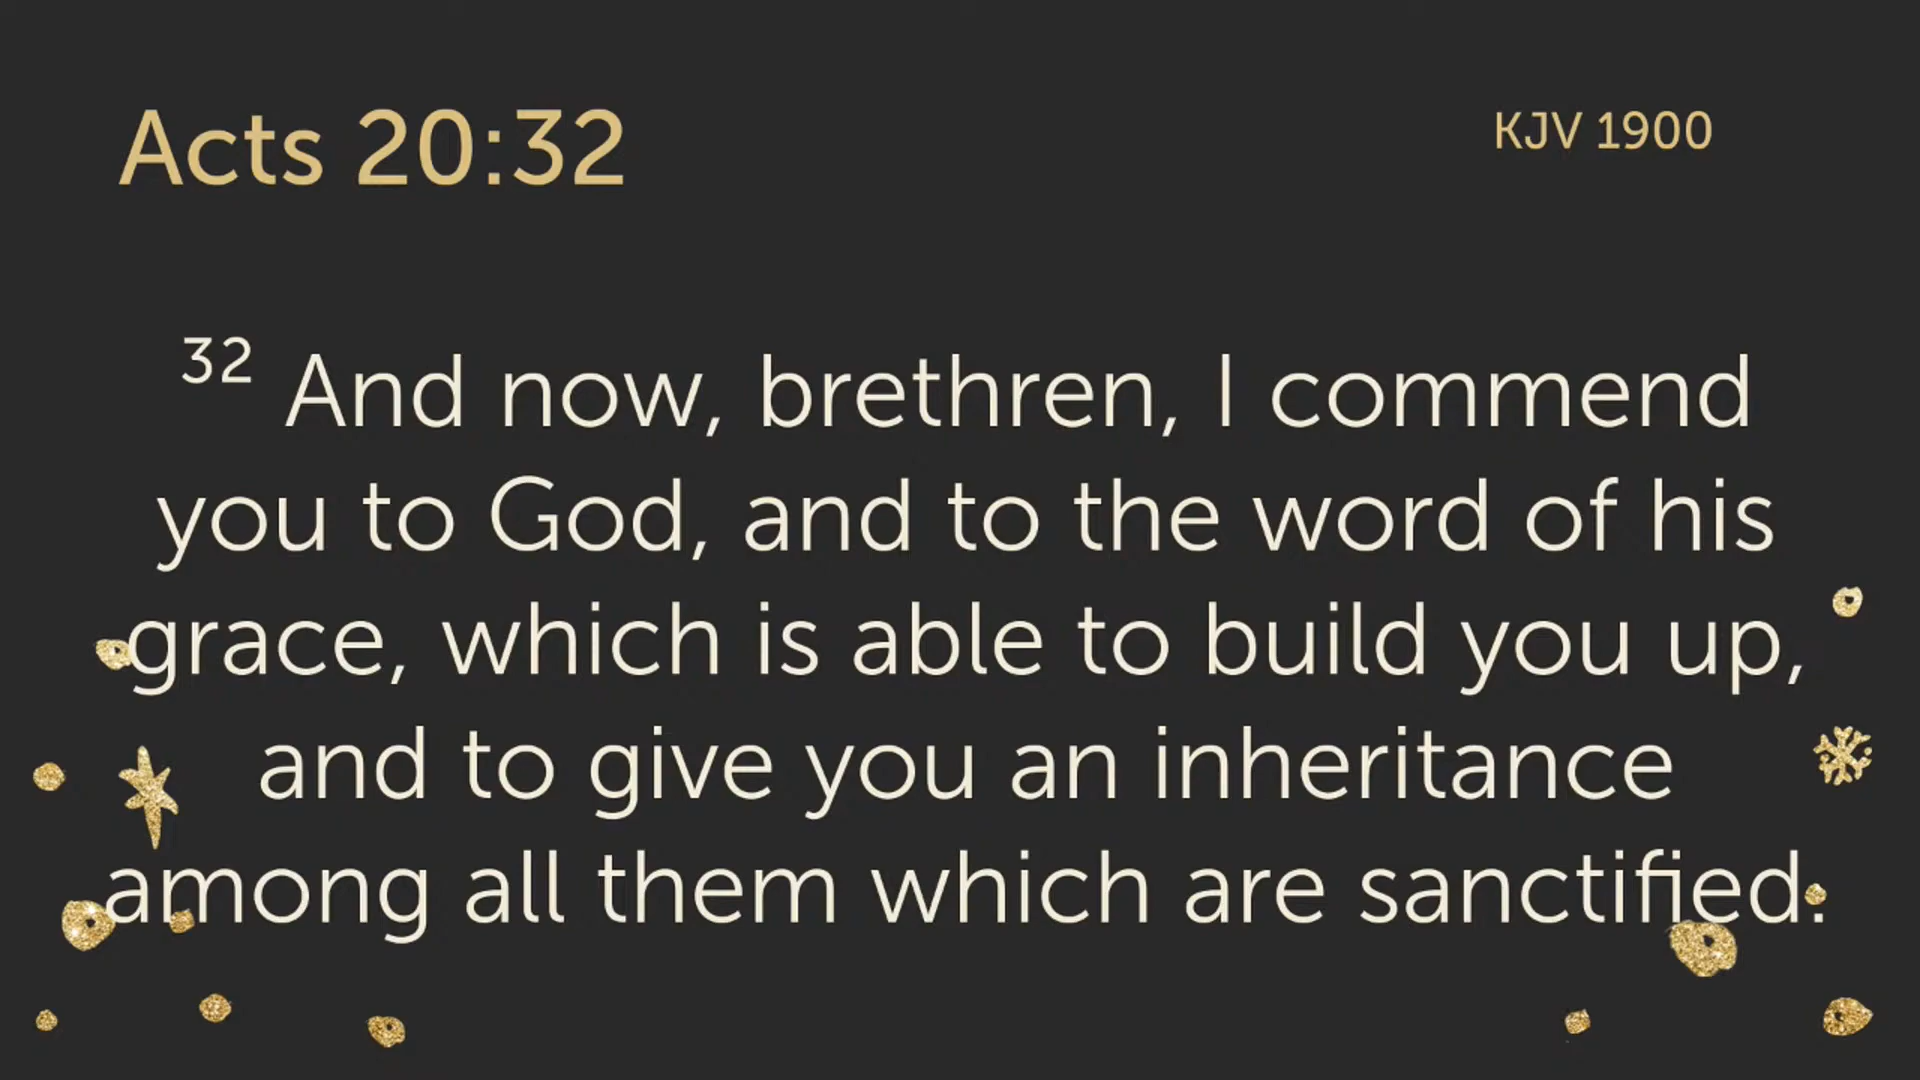 Acts 20:32
KJV 1900
32 And now, brethren, I commend
you to God, and to the word of his
grace, which is able to build you up,
and to give you an inheritance
among all them which are sanctified.